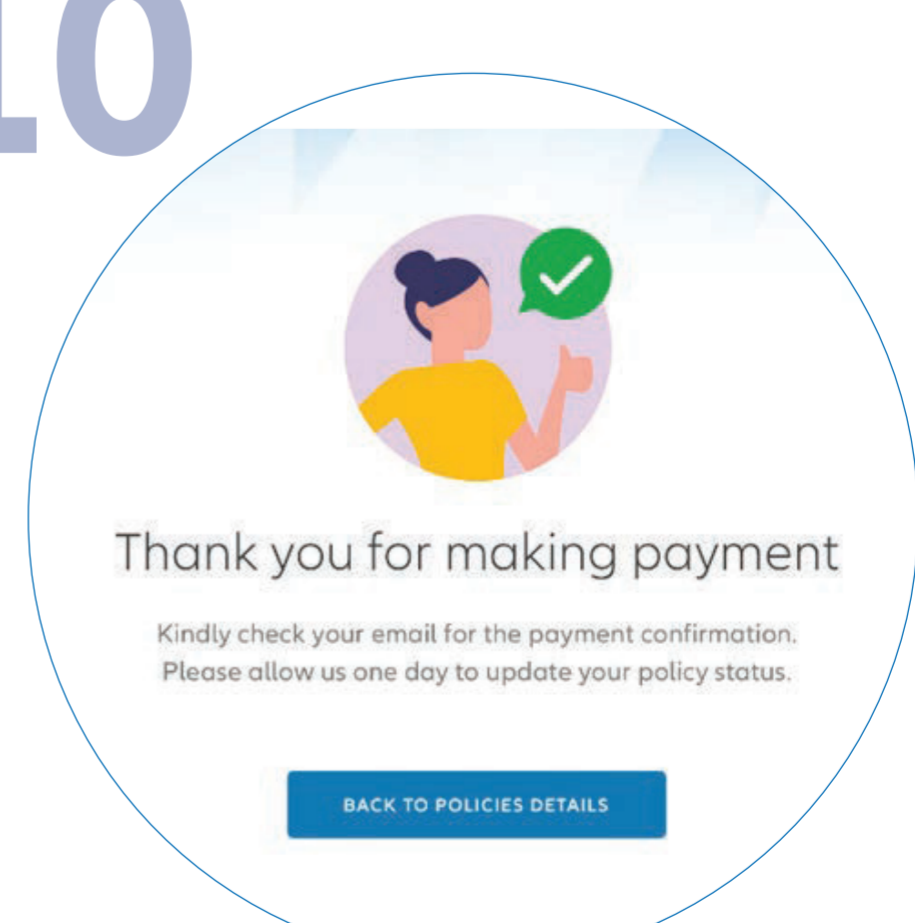 10
Thank you for making payment
Kindly check your email for the payment confirmation.
Please allow us one day to update your policy status.
BACK TO POLICIES DETAILS